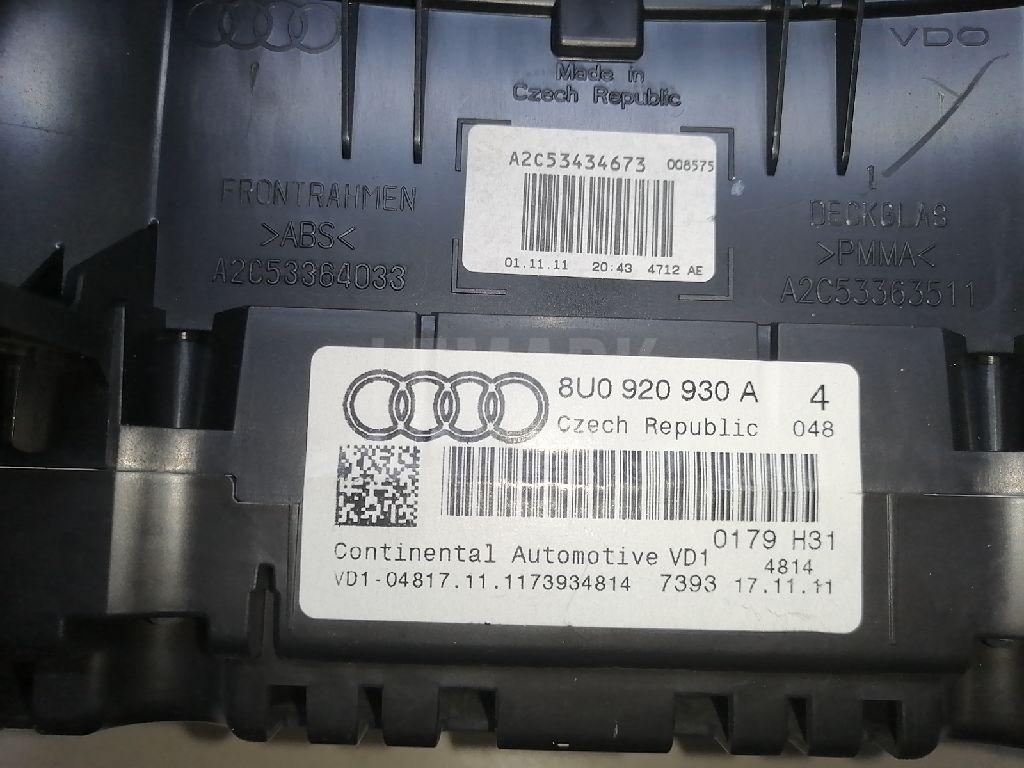 VDO
Made in
Czech Republic
A2C53434673 008575
01.11.11 20:43 4712 AE
FRONTRAHMEN
>ABS<
A2C53364033
1
DECKGLAS
>PMMA<
A2C53363511
8U0 920 930 A 4
Czech Republic 048
0179 H31
Continental Automotive VD1 4814
VD1-04817.11.1173934814 7393 17.11.11